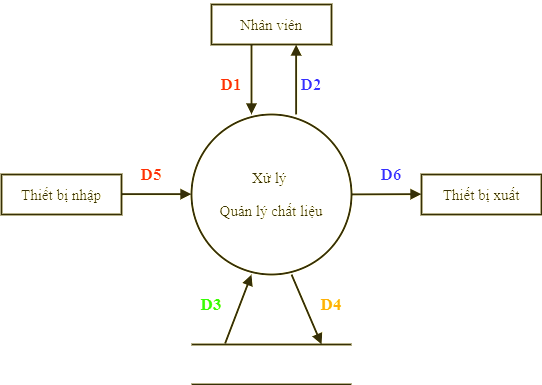 Nhân viên
D1
D2
Xử lý
Quản lý chất liệu
Thiết bị nhập
D5
D6
Thiết bị xuất
D3
D4